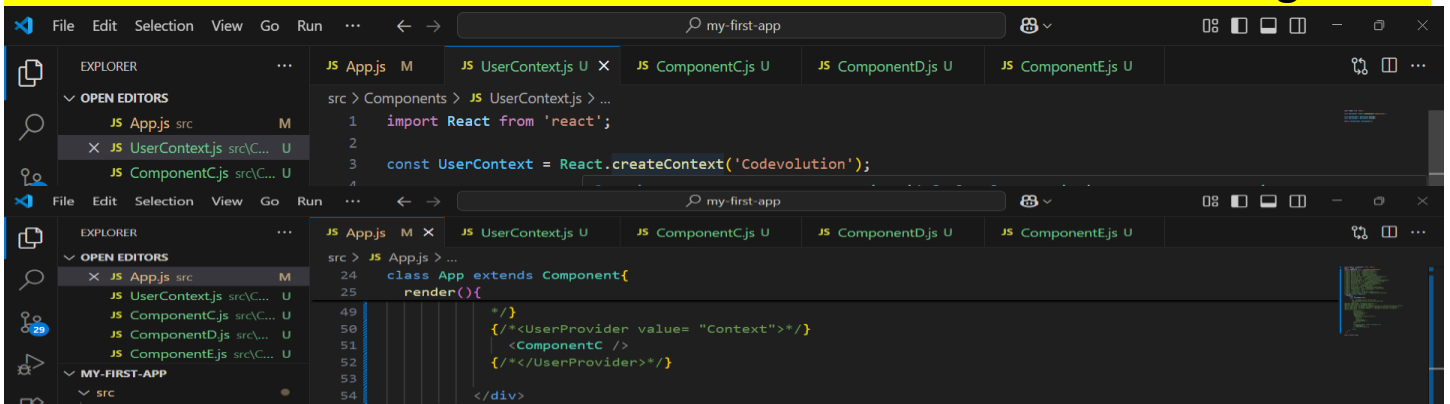 File Edit Selection View Go Run ··· ← → my-first-app
EXPLORER ···
JS App.js M JS UserContext.js U × JS ComponentC.js U JS ComponentD.js U JS ComponentE.js U
OPEN EDITORS
JS App.js src M
× JS UserContext.js src\C... U
JS ComponentC.js src\C... U
src > Components > JS UserContext.js > ...
1 import React from 'react';
2
3 const UserContext = React.createContext('Codevolution');
File Edit Selection View Go Run ··· ← → my-first-app
EXPLORER ···
JS App.js M × JS UserContext.js U JS ComponentC.js U JS ComponentD.js U JS ComponentE.js U
OPEN EDITORS
× JS App.js src M
JS UserContext.js src\C... U
JS ComponentC.js src\C... U
JS ComponentD.js src\... U
JS ComponentE.js src\C... U
MY-FIRST-APP
src
29
src > JS App.js > ...
24 class App extends Component{
25 render(){
49 */}
50 {/*<UserProvider value= "Context">*/}
51 <ComponentC />
52 {/*</UserProvider>*/}
53
54 </div>